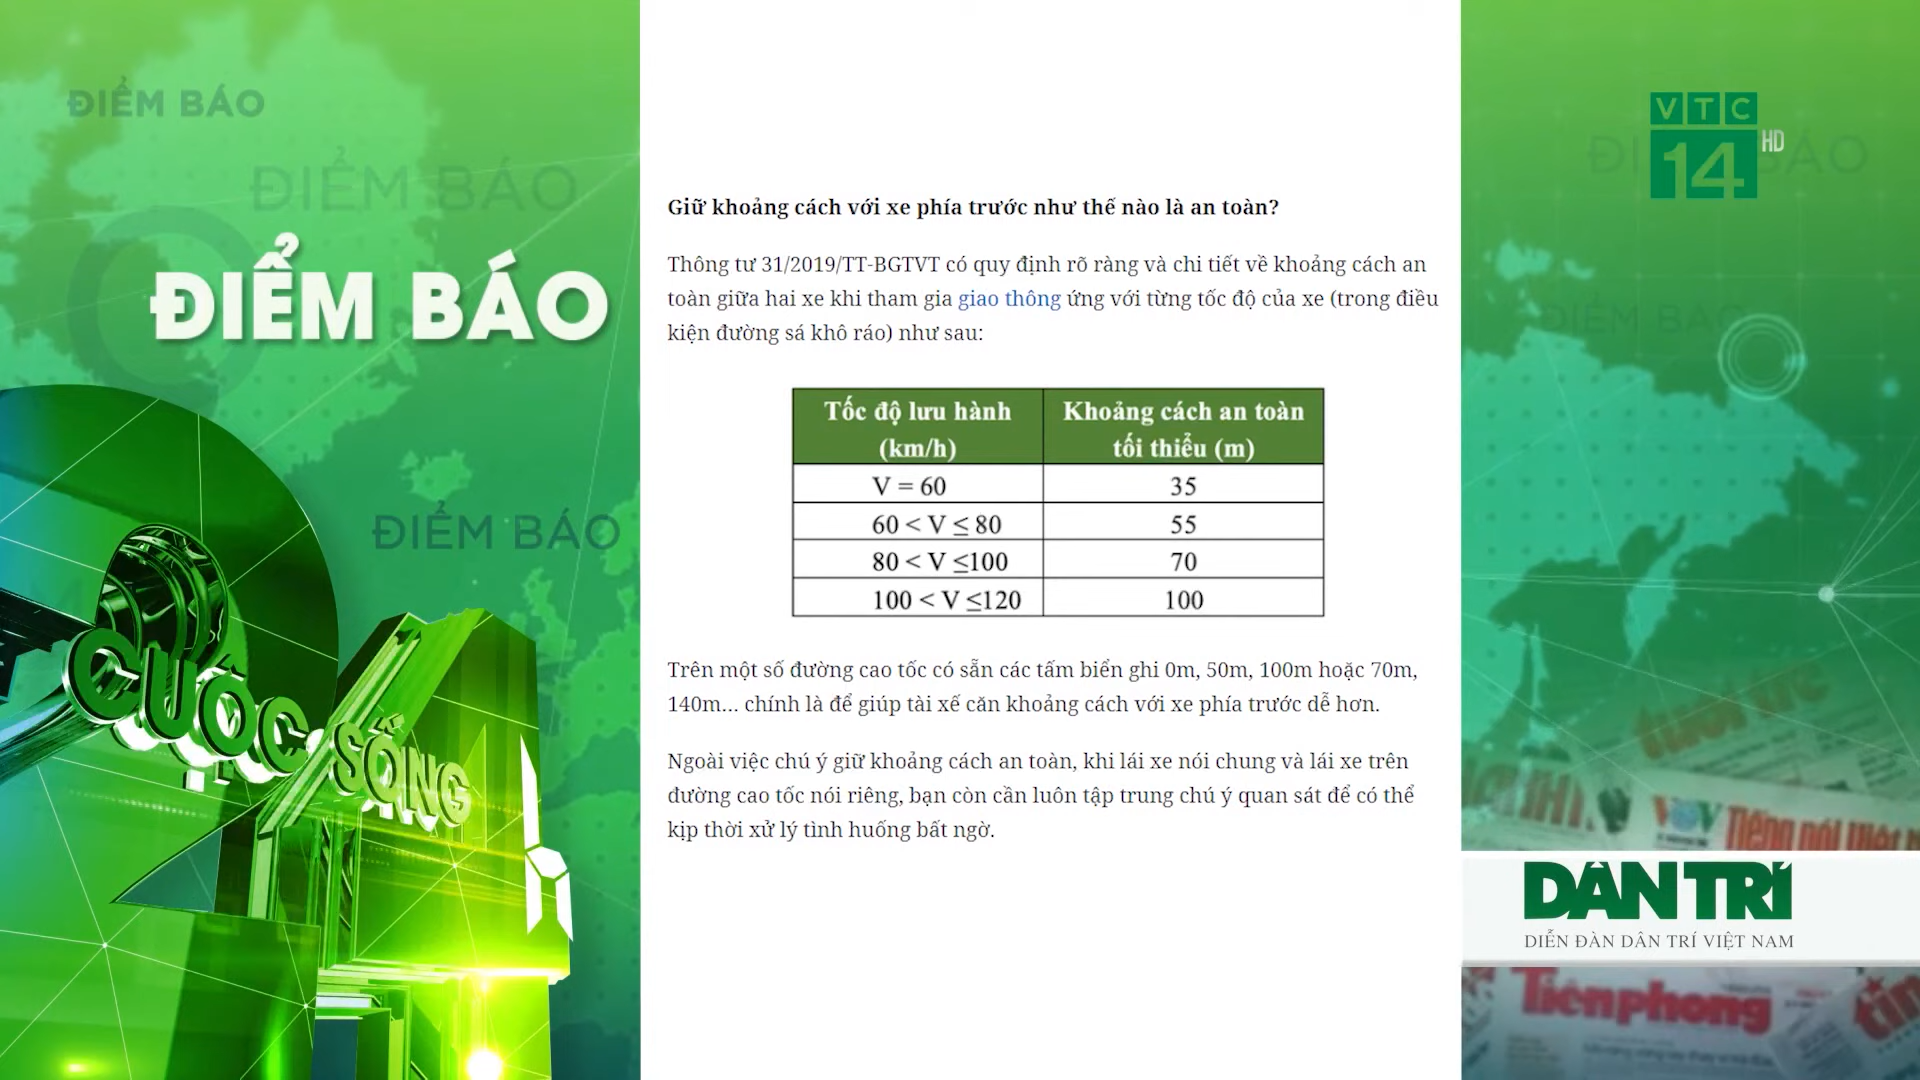 ĐIỂM BÁO
ĐIỂM BÁO
ĐIỂM BÁO
ĐIỂM BÁO
CUỘC SỐNG
24h
Giữ khoảng cách với xe phía trước như thế nào là an toàn?
Thông tư 31/2019/TT-BGTVT có quy định rõ ràng và chi tiết về khoảng cách an
toàn giữa hai xe khi tham gia giao thông ứng với từng tốc độ của xe (trong điều
kiện đường sá khô ráo) như sau:
Tốc độ lưu hành (km/h) Khoảng cách an toàn tối thiểu (m)
V = 60 35
60 < V ≤ 80 55
80 < V ≤100 70
100 < V ≤120 100
Trên một số đường cao tốc có sẵn các tấm biển ghi 0m, 50m, 100m hoặc 70m,
140m... chính là để giúp tài xế căn khoảng cách với xe phía trước dễ hơn.
Ngoài việc chú ý giữ khoảng cách an toàn, khi lái xe nói chung và lái xe trên
đường cao tốc nói riêng, bạn còn cần luôn tập trung chú ý quan sát để có thể
kịp thời xử lý tình huống bất ngờ.
VTC
14 HD
ĐIỂM BÁO
tuổi trẻ
VOV Tiếng nói
DÂN TRÍ
DIỄN ĐÀN DÂN TRÍ VIỆT NAM
Tiền phong